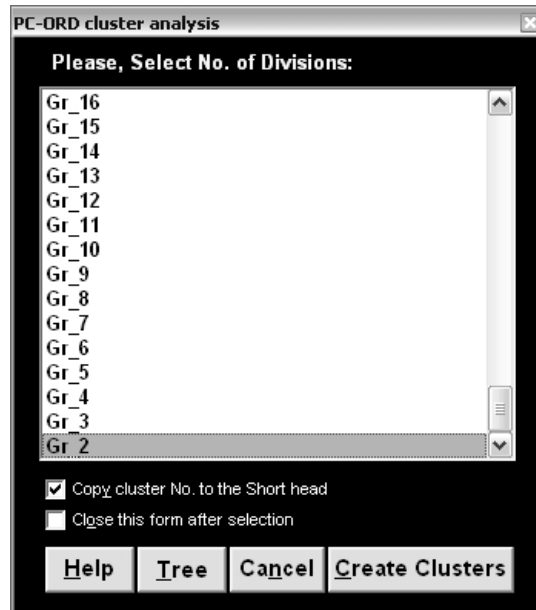 PC-ORD cluster analysis
Please, Select No. of Divisions:
Gr_16
Gr_15
Gr_14
Gr_13
Gr_12
Gr_11
Gr_10
Gr_9
Gr_8
Gr_7
Gr_6
Gr_5
Gr_4
Gr_3
Gr_2
Copy cluster No. to the Short head
Close this form after selection
Help Tree Cancel Create Clusters